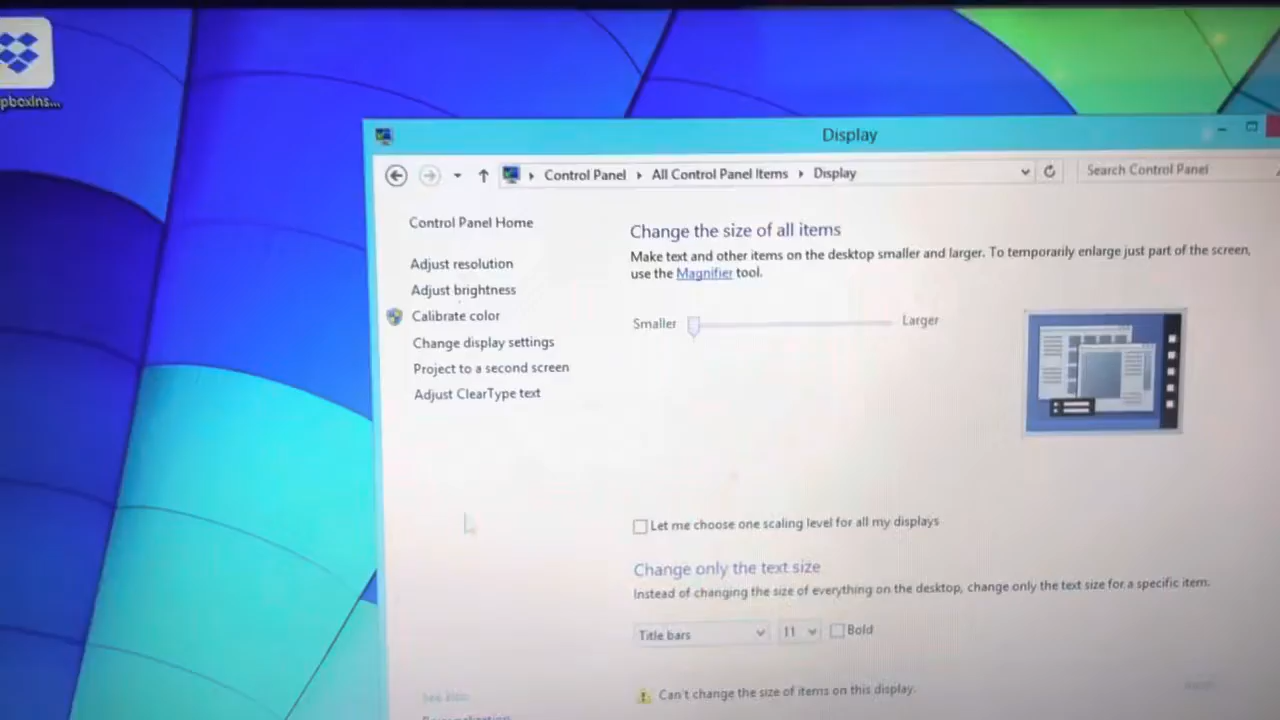 pboxIns...
Display
Control Panel
All Control Panel Items
Display
Search Control Panel
Control Panel Home
Adjust resolution
Adjust brightness
Calibrate color
Change display settings
Project to a second screen
Adjust ClearType text
Change the size of all items
Make text and other items on the desktop smaller and larger. To temporarily enlarge just part of the screen,
use the Magnifier tool.
Smaller
Larger
Let me choose one scaling level for all my displays
Change only the text size
Instead of changing the size of everything on the desktop, change only the text size for a specific item.
Title bars
11
Bold
Can't change the size of items on this display.
See also